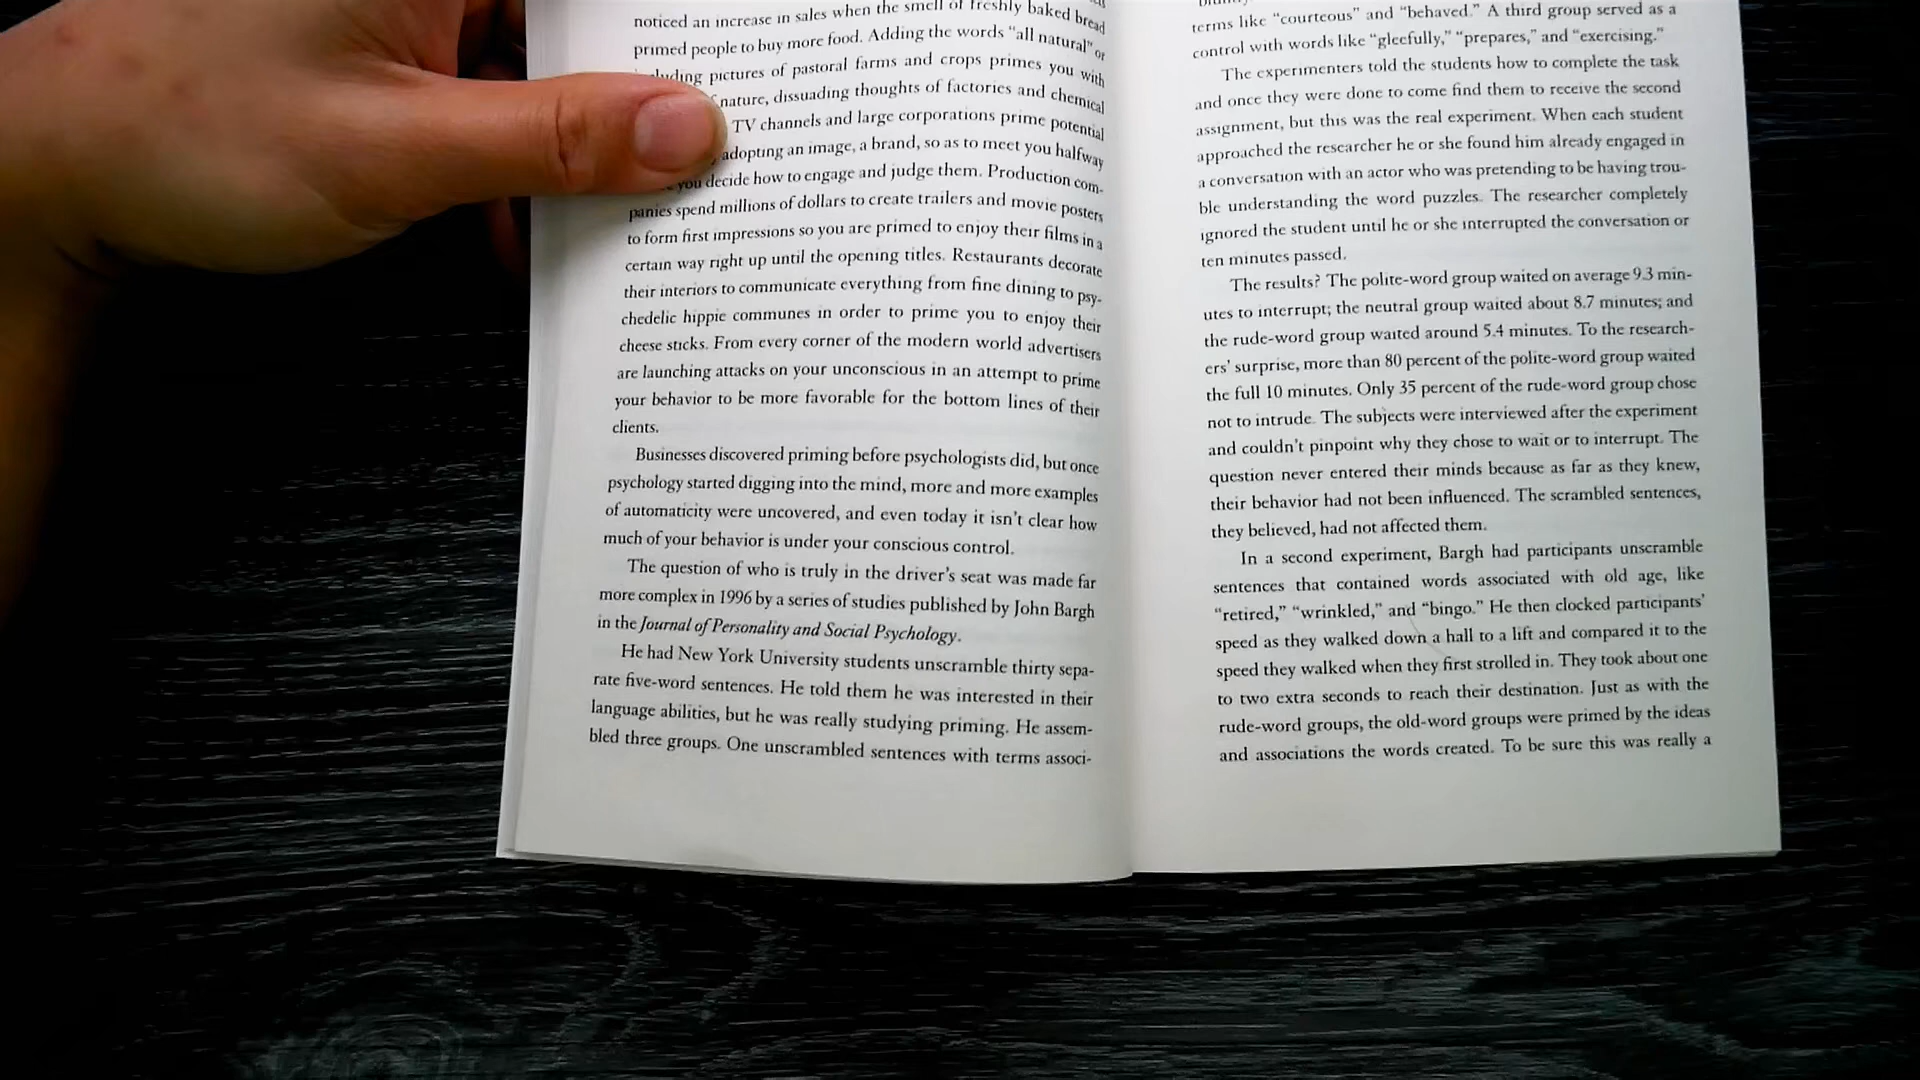 noticed an increase in sales when the smell of freshly baked bread
primed people to buy more food. Adding the words “all natural” or
pictures of pastoral farms and crops primes you with
nature, dissuading thoughts of factories and chemical
TV channels and large corporations prime potential
adopting an image, a brand, so as to meet you halfway
you decide how to engage and judge them. Production com-
panies spend millions of dollars to create trailers and movie posters
to form first impressions so you are primed to enjoy their films in a
certain way right up until the opening titles. Restaurants decorate
their interiors to communicate everything from fine dining to psy-
chedelic hippie communes in order to prime you to enjoy their
cheese sticks. From every corner of the modern world advertisers
are launching attacks on your unconscious in an attempt to prime
your behavior to be more favorable for the bottom lines of their
clients.
Businesses discovered priming before psychologists did, but once
psychology started digging into the mind, more and more examples
of automaticity were uncovered, and even today it isn’t clear how
much of your behavior is under your conscious control.
The question of who is truly in the driver’s seat was made far
more complex in 1996 by a series of studies published by John Bargh
in the Journal of Personality and Social Psychology.
He had New York University students unscramble thirty sepa-
rate five-word sentences. He told them he was interested in their
language abilities, but he was really studying priming. He assem-
bled three groups. One unscrambled sentences with terms associ-
terms like “courteous” and “behaved.” A third group served as a
control with words like “gleefully,” “prepares,” and “exercising.”
The experimenters told the students how to complete the task
and once they were done to come find them to receive the second
assignment, but this was the real experiment. When each student
approached the researcher he or she found him already engaged in
a conversation with an actor who was pretending to be having trou-
ble understanding the word puzzles. The researcher completely
ignored the student until he or she interrupted the conversation or
ten minutes passed.
The results? The polite-word group waited on average 9.3 min-
utes to interrupt; the neutral group waited about 8.7 minutes; and
the rude-word group waited around 5.4 minutes. To the research-
ers’ surprise, more than 80 percent of the polite-word group waited
the full 10 minutes. Only 35 percent of the rude-word group chose
not to intrude. The subjects were interviewed after the experiment
and couldn’t pinpoint why they chose to wait or to interrupt. The
question never entered their minds because as far as they knew,
their behavior had not been influenced. The scrambled sentences,
they believed, had not affected them.
In a second experiment, Bargh had participants unscramble
sentences that contained words associated with old age, like
“retired,” “wrinkled,” and “bingo.” He then clocked participants’
speed as they walked down a hall to a lift and compared it to the
speed they walked when they first strolled in. They took about one
to two extra seconds to reach their destination. Just as with the
rude-word groups, the old-word groups were primed by the ideas
and associations the words created. To be sure this was really a